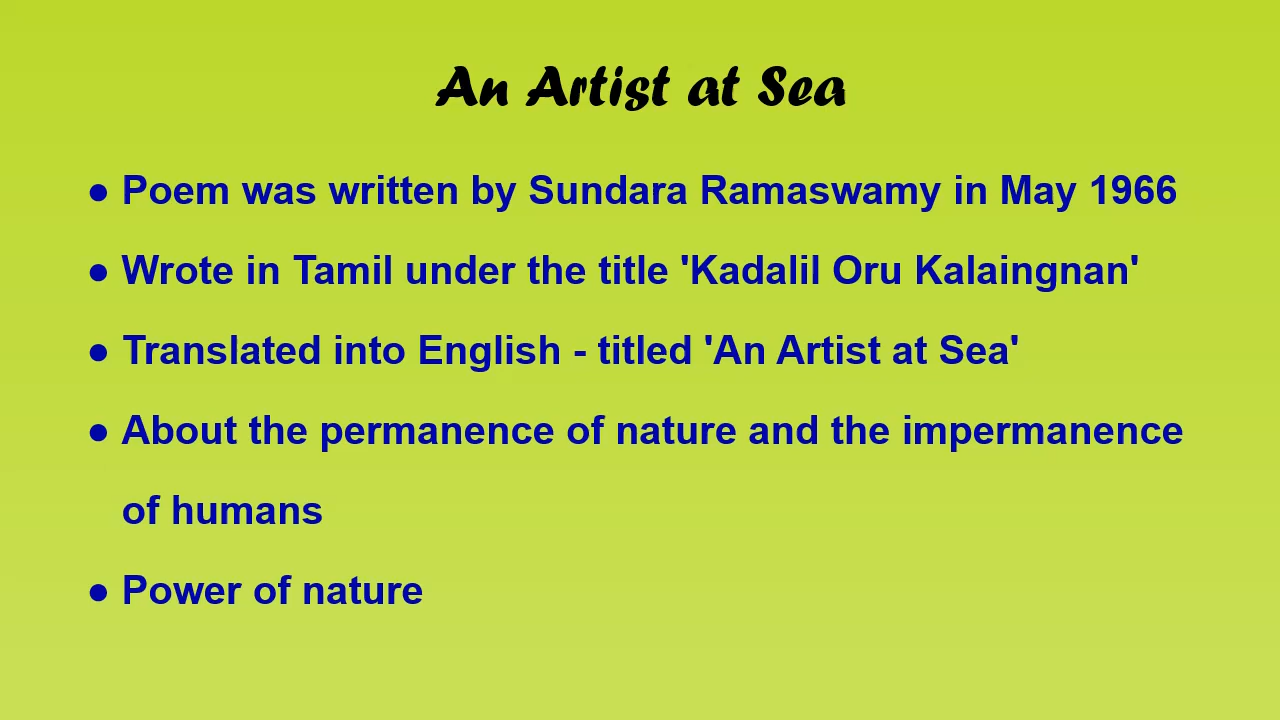 An Artist at Sea
● Poem was written by Sundara Ramaswamy in May 1966
● Wrote in Tamil under the title 'Kadalil Oru Kalaingnan'
● Translated into English - titled 'An Artist at Sea'
● About the permanence of nature and the impermanence
of humans
● Power of nature